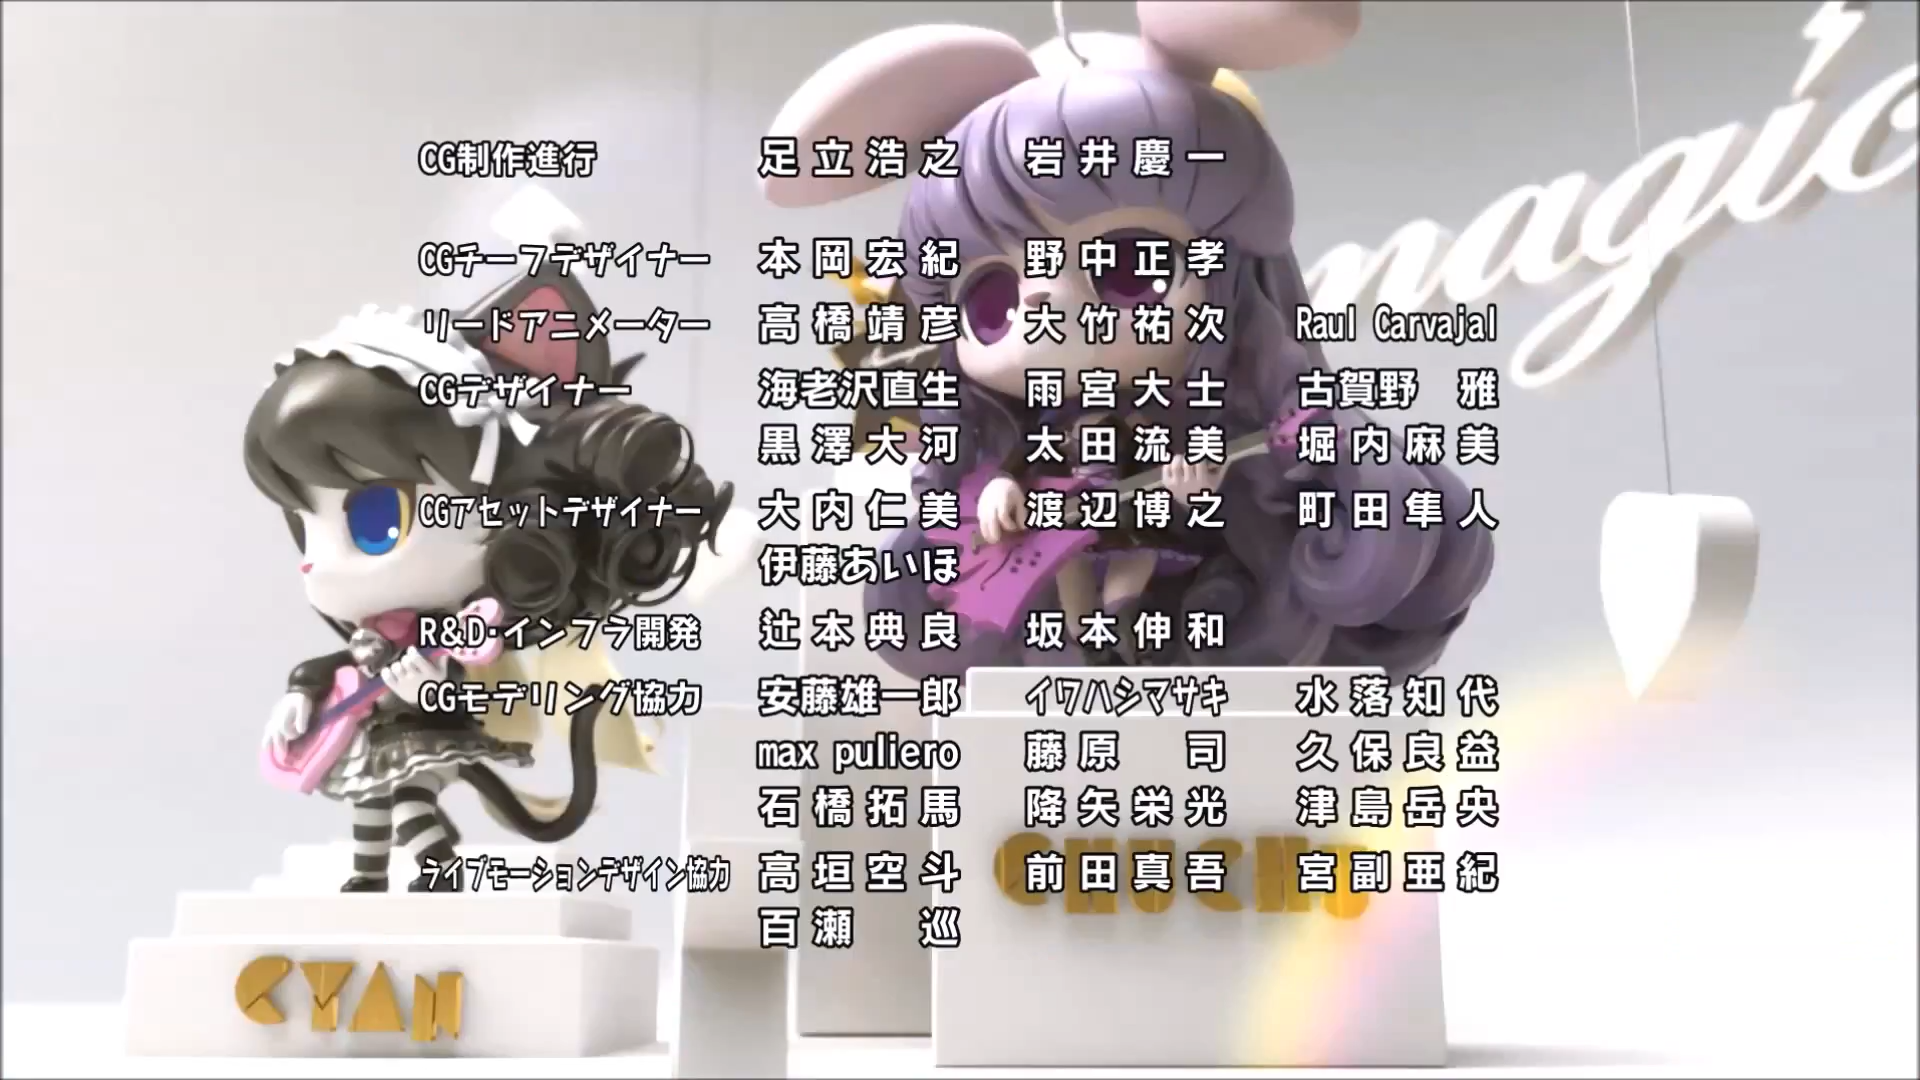 magic
CG制作進行 足立浩之 岩井慶一
CGチーフデザイナー 本岡宏紀 野中正孝
リードアニメーター 高橋靖彦 大竹祐次 Raul Carvajal
CGデザイナー 海老沢直生 雨宮大士 古賀野 雅
黒澤大河 太田流美 堀内麻美
CGアセットデザイナー 大内仁美 渡辺博之 町田隼人
伊藤あいほ
R&D・インフラ開発 辻本典良 坂本伸和
CGモデリング協力 安藤雄一郎 イワハシマサキ 水落知代
max puliero 藤原 司 久保良益
石橋拓馬 降矢栄光 津島岳央
ライブモーションデザイン協力 高垣空斗 前田真吾 宮副亜紀
百瀬 巡
CHUCHU
CYAN